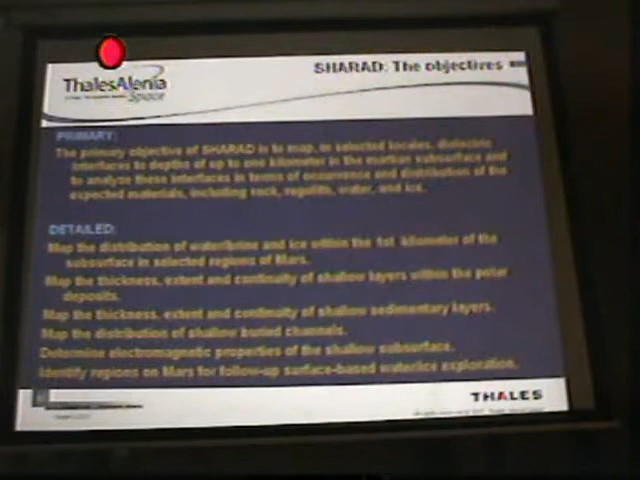 SHARAD: The objectives
ThalesAlenia
Space
PRIMARY:
The primary objective of SHARAD is to map, in selected locales, dielectric
interfaces to depths of up to one kilometer in the martian subsurface and
to analyse these interfaces in terms of occurrence and distribution of the
expected materials, including rock, regolith, water, and ice.
DETAILED:
Map the distribution of water/brine and ice within the 1st. kilometer of the
subsurface in selected regions of Mars.
Map the thickness, extent and continuity of shallow layers within the polar
deposits.
Map the thickness, extent and continuity of shallow sedimentary layers.
Map the distribution of shallow buried channels.
Determine electromagnetic properties of the shallow subsurface.
Identify regions on Mars for follow-up surface-based water/ice exploration.
THALES